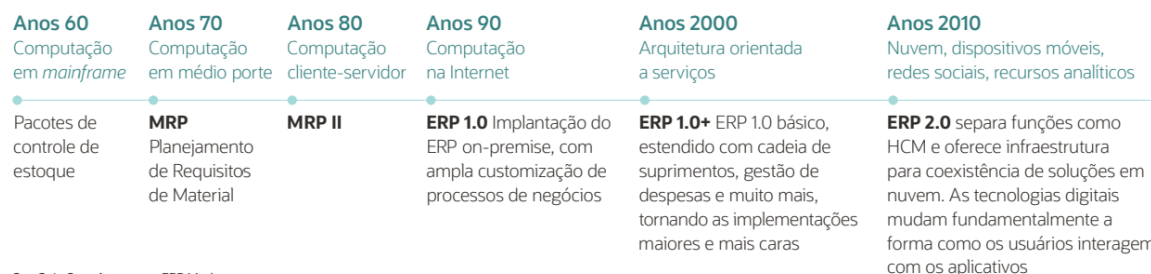 Anos 60
Computação
em mainframe
Anos 70
Computação
em médio porte
Anos 80
Computação
cliente-servidor
Anos 90
Computação
na Internet
Anos 2000
Arquitetura orientada
a serviços
Anos 2010
Nuvem, dispositivos móveis,
redes sociais, recursos analíticos
Pacotes de
controle de
estoque
MRP
Planejamento
de Requisitos
de Material
MRP II
ERP 1.0 Implantação do
ERP on-premise, com
ampla customização de
processos de negócios
ERP 1.0+ ERP 1.0 básico,
estendido com cadeia de
suprimentos, gestão de
despesas e muito mais,
tornando as implementações
maiores e mais caras
ERP 2.0 separa funções como
HCM e oferece infraestrutura
para coexistência de soluções em
nuvem. As tecnologias digitais
mudam fundamentalmente a
forma como os usuários interagem
com os aplicativos